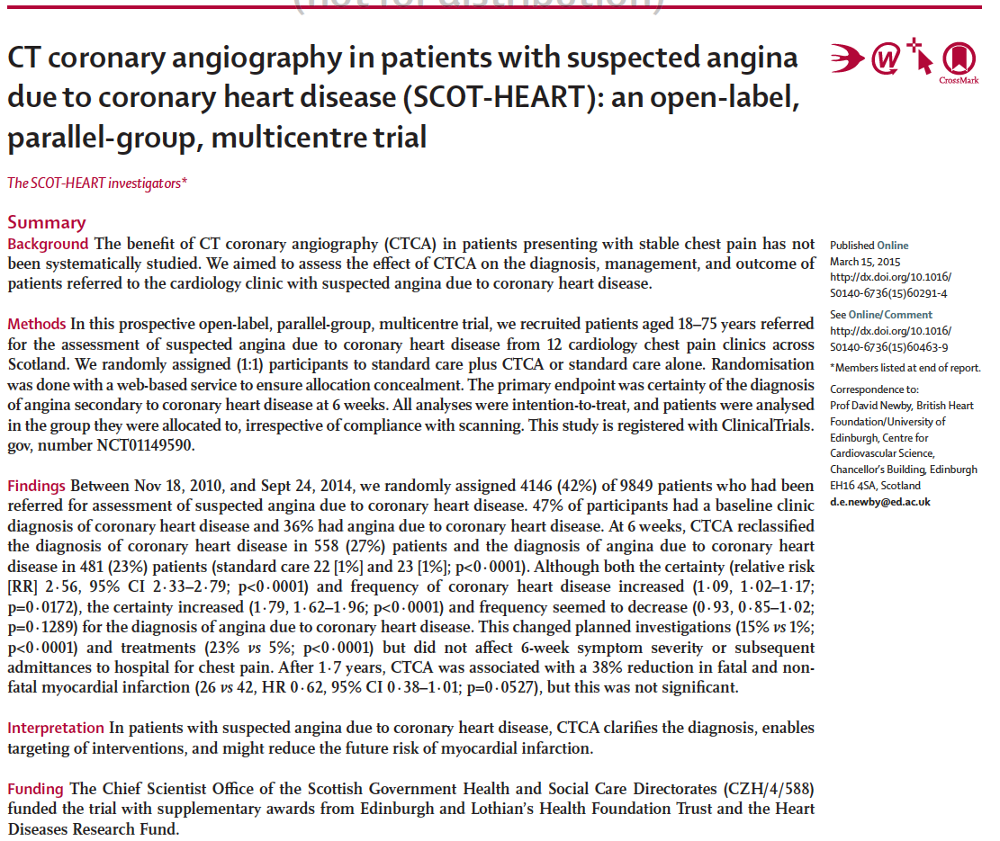 (not for distribution)
CT coronary angiography in patients with suspected angina
due to coronary heart disease (SCOT-HEART): an open-label,
parallel-group, multicentre trial
W
CrossMark
The SCOT-HEART investigators*
Summary
Background The benefit of CT coronary angiography (CTCA) in patients presenting with stable chest pain has not
been systematically studied. We aimed to assess the effect of CTCA on the diagnosis, management, and outcome of
patients referred to the cardiology clinic with suspected angina due to coronary heart disease.
Methods In this prospective open-label, parallel-group, multicentre trial, we recruited patients aged 18–75 years referred
for the assessment of suspected angina due to coronary heart disease from 12 cardiology chest pain clinics across
Scotland. We randomly assigned (1:1) participants to standard care plus CTCA or standard care alone. Randomisation
was done with a web-based service to ensure allocation concealment. The primary endpoint was certainty of the diagnosis
of angina secondary to coronary heart disease at 6 weeks. All analyses were intention-to-treat, and patients were analysed
in the group they were allocated to, irrespective of compliance with scanning. This study is registered with ClinicalTrials.
gov, number NCT01149590.
Findings Between Nov 18, 2010, and Sept 24, 2014, we randomly assigned 4146 (42%) of 9849 patients who had been
referred for assessment of suspected angina due to coronary heart disease. 47% of participants had a baseline clinic
diagnosis of coronary heart disease and 36% had angina due to coronary heart disease. At 6 weeks, CTCA reclassified
the diagnosis of coronary heart disease in 558 (27%) patients and the diagnosis of angina due to coronary heart
disease in 481 (23%) patients (standard care 22 [1%] and 23 [1%]; p<0·0001). Although both the certainty (relative risk
[RR] 2·56, 95% CI 2·33–2·79; p<0·0001) and frequency of coronary heart disease increased (1·09, 1·02–1·17;
p=0·0172), the certainty increased (1·79, 1·62–1·96; p<0·0001) and frequency seemed to decrease (0·93, 0·85–1·02;
p=0·1289) for the diagnosis of angina due to coronary heart disease. This changed planned investigations (15% vs 1%;
p<0·0001) and treatments (23% vs 5%; p<0·0001) but did not affect 6-week symptom severity or subsequent
admittances to hospital for chest pain. After 1·7 years, CTCA was associated with a 38% reduction in fatal and non-
fatal myocardial infarction (26 vs 42, HR 0·62, 95% CI 0·38–1·01; p=0·0527), but this was not significant.
Interpretation In patients with suspected angina due to coronary heart disease, CTCA clarifies the diagnosis, enables
targeting of interventions, and might reduce the future risk of myocardial infarction.
Funding The Chief Scientist Office of the Scottish Government Health and Social Care Directorates (CZH/4/588)
funded the trial with supplementary awards from Edinburgh and Lothian's Health Foundation Trust and the Heart
Diseases Research Fund.
Published Online
March 15, 2015
http://dx.doi.org/10.1016/
S0140-6736(15)60291-4
See Online/Comment
http://dx.doi.org/10.1016/
S0140-6736(15)60463-9
*Members listed at end of report.
Correspondence to:
Prof David Newby, British Heart
Foundation/University of
Edinburgh, Centre for
Cardiovascular Science,
Chancellor's Building, Edinburgh
EH16 4SA, Scotland
d.e.newby@ed.ac.uk